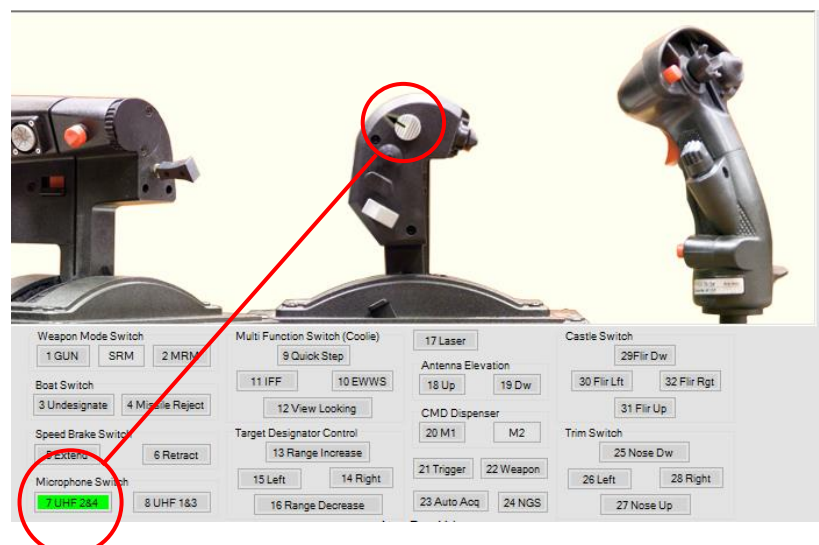 Weapon Mode Switch
1 GUN SRM 2 MRM
Boat Switch
3 Undesignate 4 Missile Reject
Speed Brake Switch
5 Extend 6 Retract
Microphone Switch
7 UHF 2&4 8 UHF 1&3
Multi Function Switch (Coolie)
9 Quick Step
11 IFF 10 EWWS
12 View Looking
Target Designator Control
13 Range Increase
15 Left 14 Right
16 Range Decrease
17 Laser
Antenna Elevation
18 Up 19 Dw
CMD Dispenser
20 M1 M2
21 Trigger 22 Weapon
23 Auto Acq 24 NGS
Castle Switch
29Flir Dw
30 Flir Lft 32 Flir Rgt
31 Flir Up
Trim Switch
25 Nose Dw
26 Left 28 Right
27 Nose Up